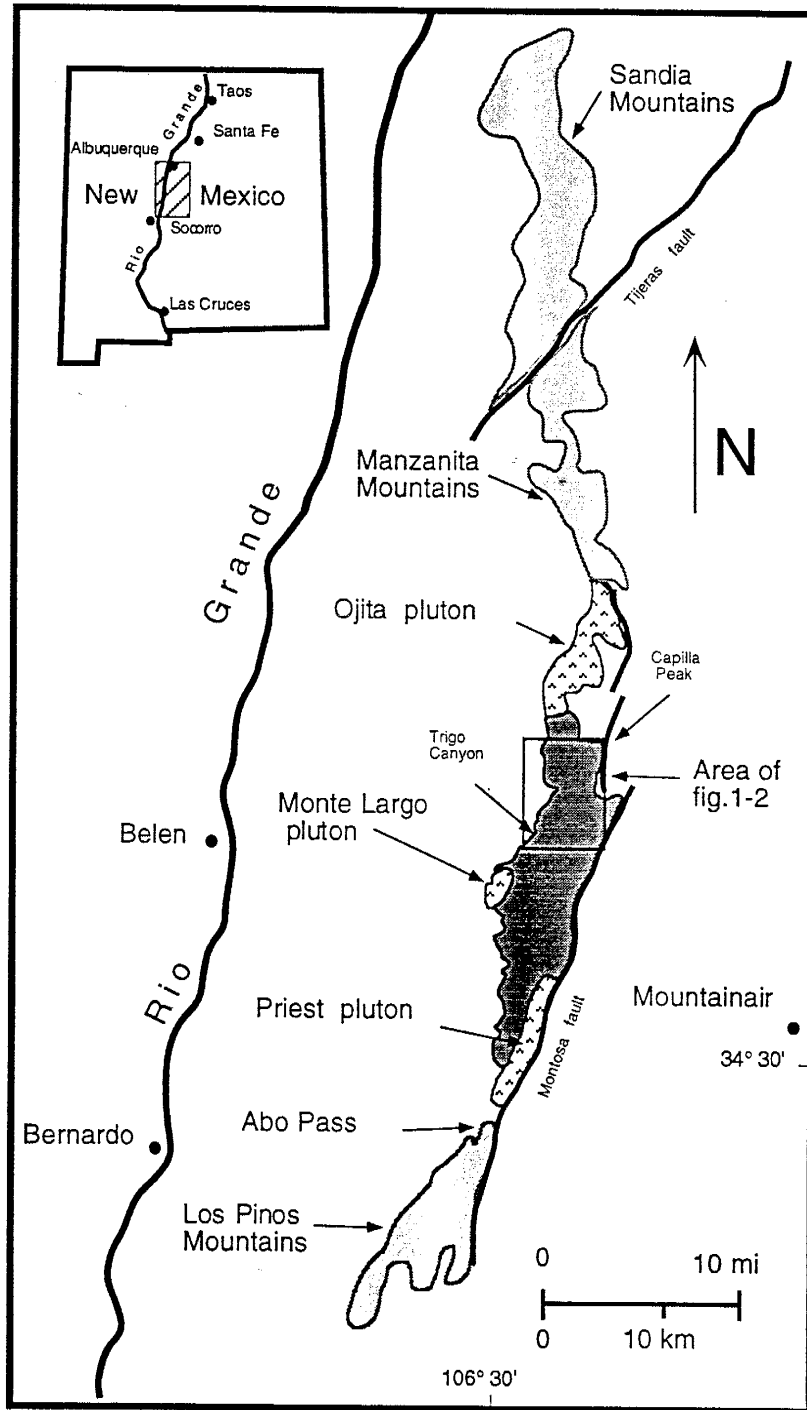 Taos
Rio Grande
Santa Fe
Albuquerque
New Mexico
Socorro
Las Cruces
Sandia
Mountains
Tijeras fault
N
Manzanita
Mountains
Rio Grande
Ojita pluton
Capilla
Peak
Trigo
Canyon
Area of
fig.1-2
Monte Largo
pluton
Belen
Priest pluton
Mountainair
34° 30'
Montosa fault
Abo Pass
Bernardo
Los Pinos
Mountains
0 10 mi
0 10 km
106° 30'